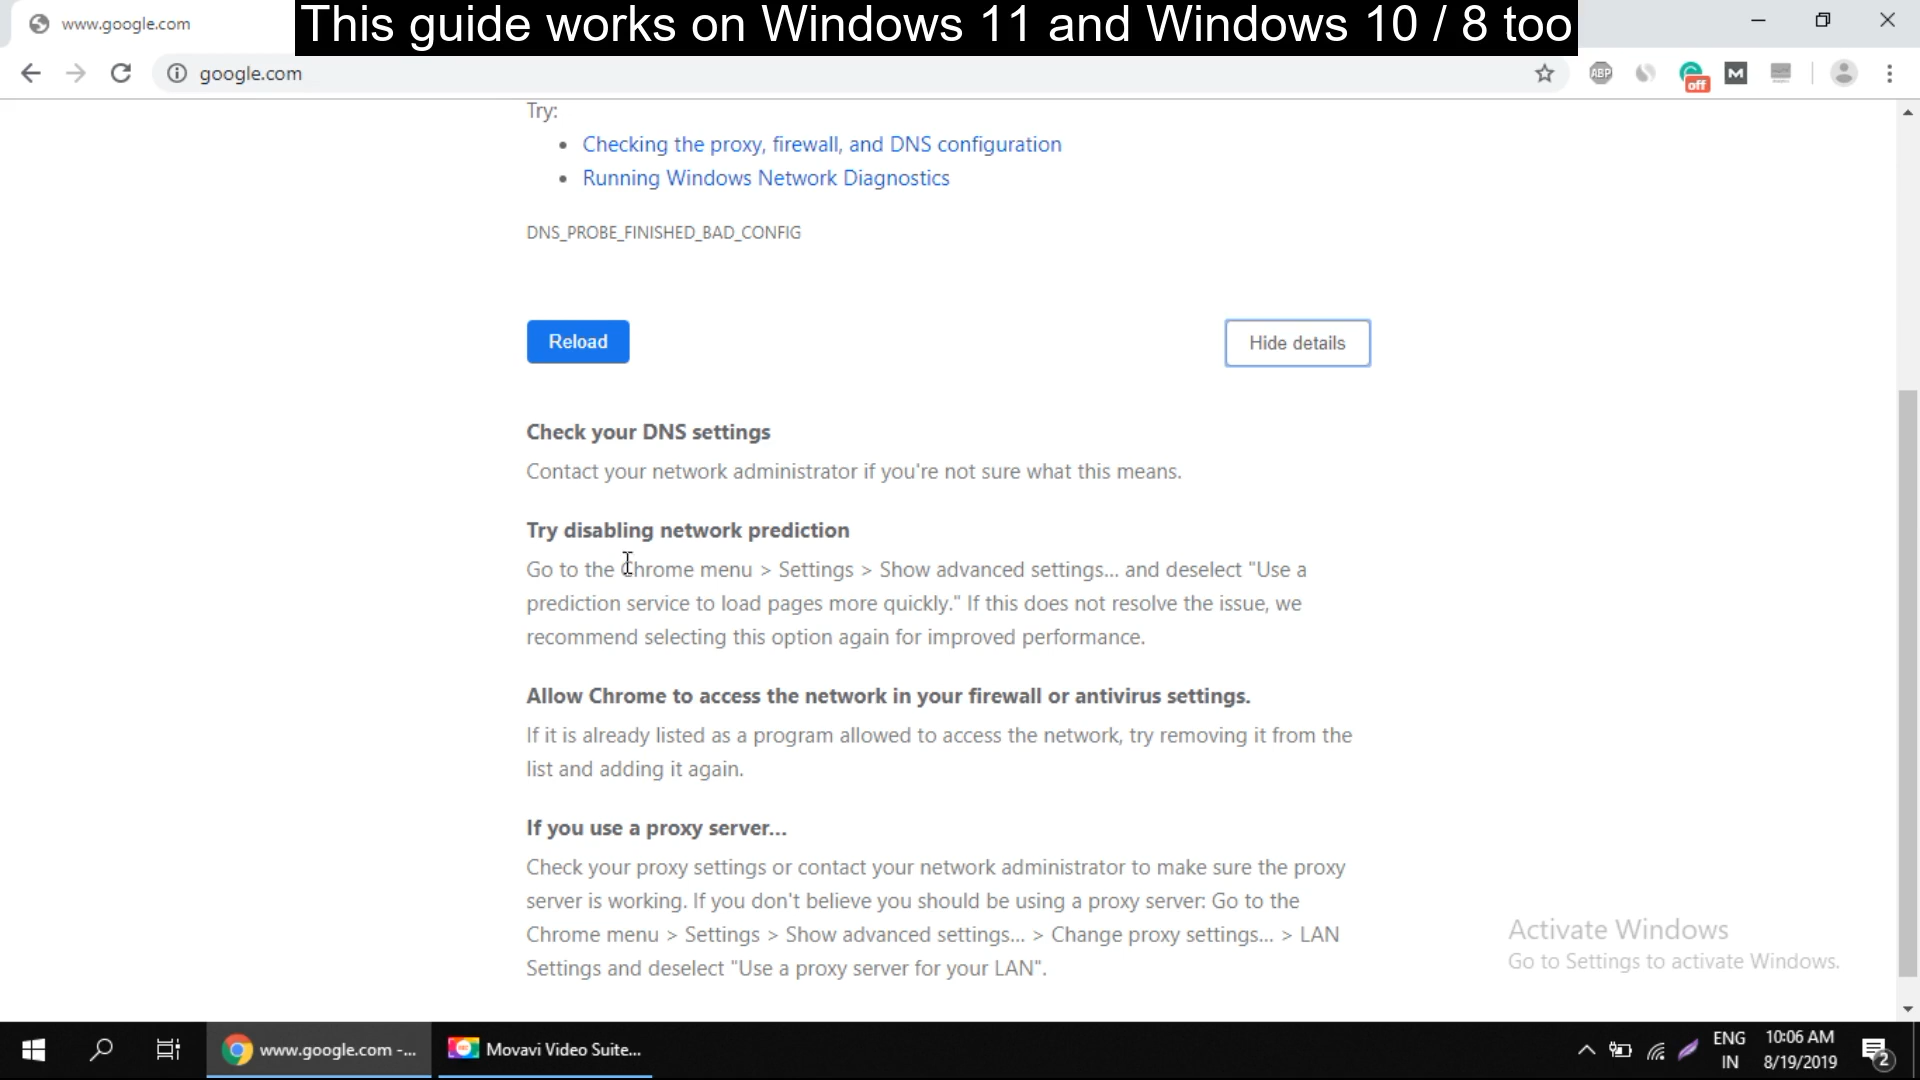 www.google.com
This guide works on Windows 11 and Windows 10 / 8 too
google.com
ABP
off
M
Try:
Checking the proxy, firewall, and DNS configuration
Running Windows Network Diagnostics
DNS_PROBE_FINISHED_BAD_CONFIG
Reload
Hide details
Check your DNS settings
Contact your network administrator if you're not sure what this means.
Try disabling network prediction
Go to the Chrome menu > Settings > Show advanced settings... and deselect "Use a
prediction service to load pages more quickly." If this does not resolve the issue, we
recommend selecting this option again for improved performance.
Allow Chrome to access the network in your firewall or antivirus settings.
If it is already listed as a program allowed to access the network, try removing it from the
list and adding it again.
If you use a proxy server...
Check your proxy settings or contact your network administrator to make sure the proxy
server is working. If you don't believe you should be using a proxy server: Go to the
Chrome menu > Settings > Show advanced settings... > Change proxy settings... > LAN
Settings and deselect "Use a proxy server for your LAN".
Activate Windows
Go to Settings to activate Windows.
www.google.com -...
Movavi Video Suite...
ENG
IN
10:06 AM
8/19/2019
2